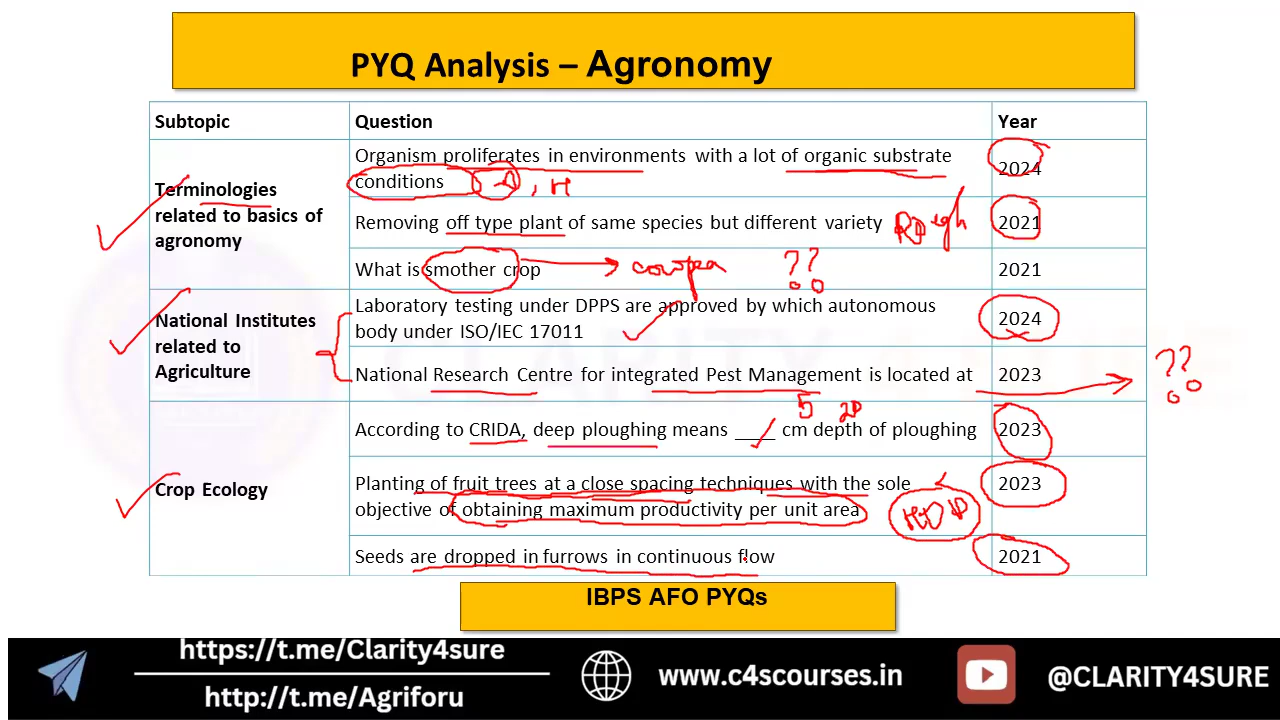 PYQ Analysis – Agronomy
Subtopic Question Year
Terminologies related to basics of agronomy
Organism proliferates in environments with a lot of organic substrate
conditions
, H
2024
Removing off type plant of same species but different variety
2021
What is smother crop
cowpea ??
2021
National Institutes related to Agriculture
Laboratory testing under DPPS are approved by which autonomous
body under ISO/IEC 17011
2024
National Research Centre for integrated Pest Management is located at
2023
??
Crop Ecology
5 20
According to CRIDA, deep ploughing means ____ cm depth of ploughing
2023
Planting of fruit trees at a close spacing techniques with the sole
objective of obtaining maximum productivity per unit area
HDP
2023
Seeds are dropped in furrows in continuous flow
2021
IBPS AFO PYQs
https://t.me/Clarity4sure
http://t.me/Agriforu
www.c4scourses.in
@CLARITY4SURE